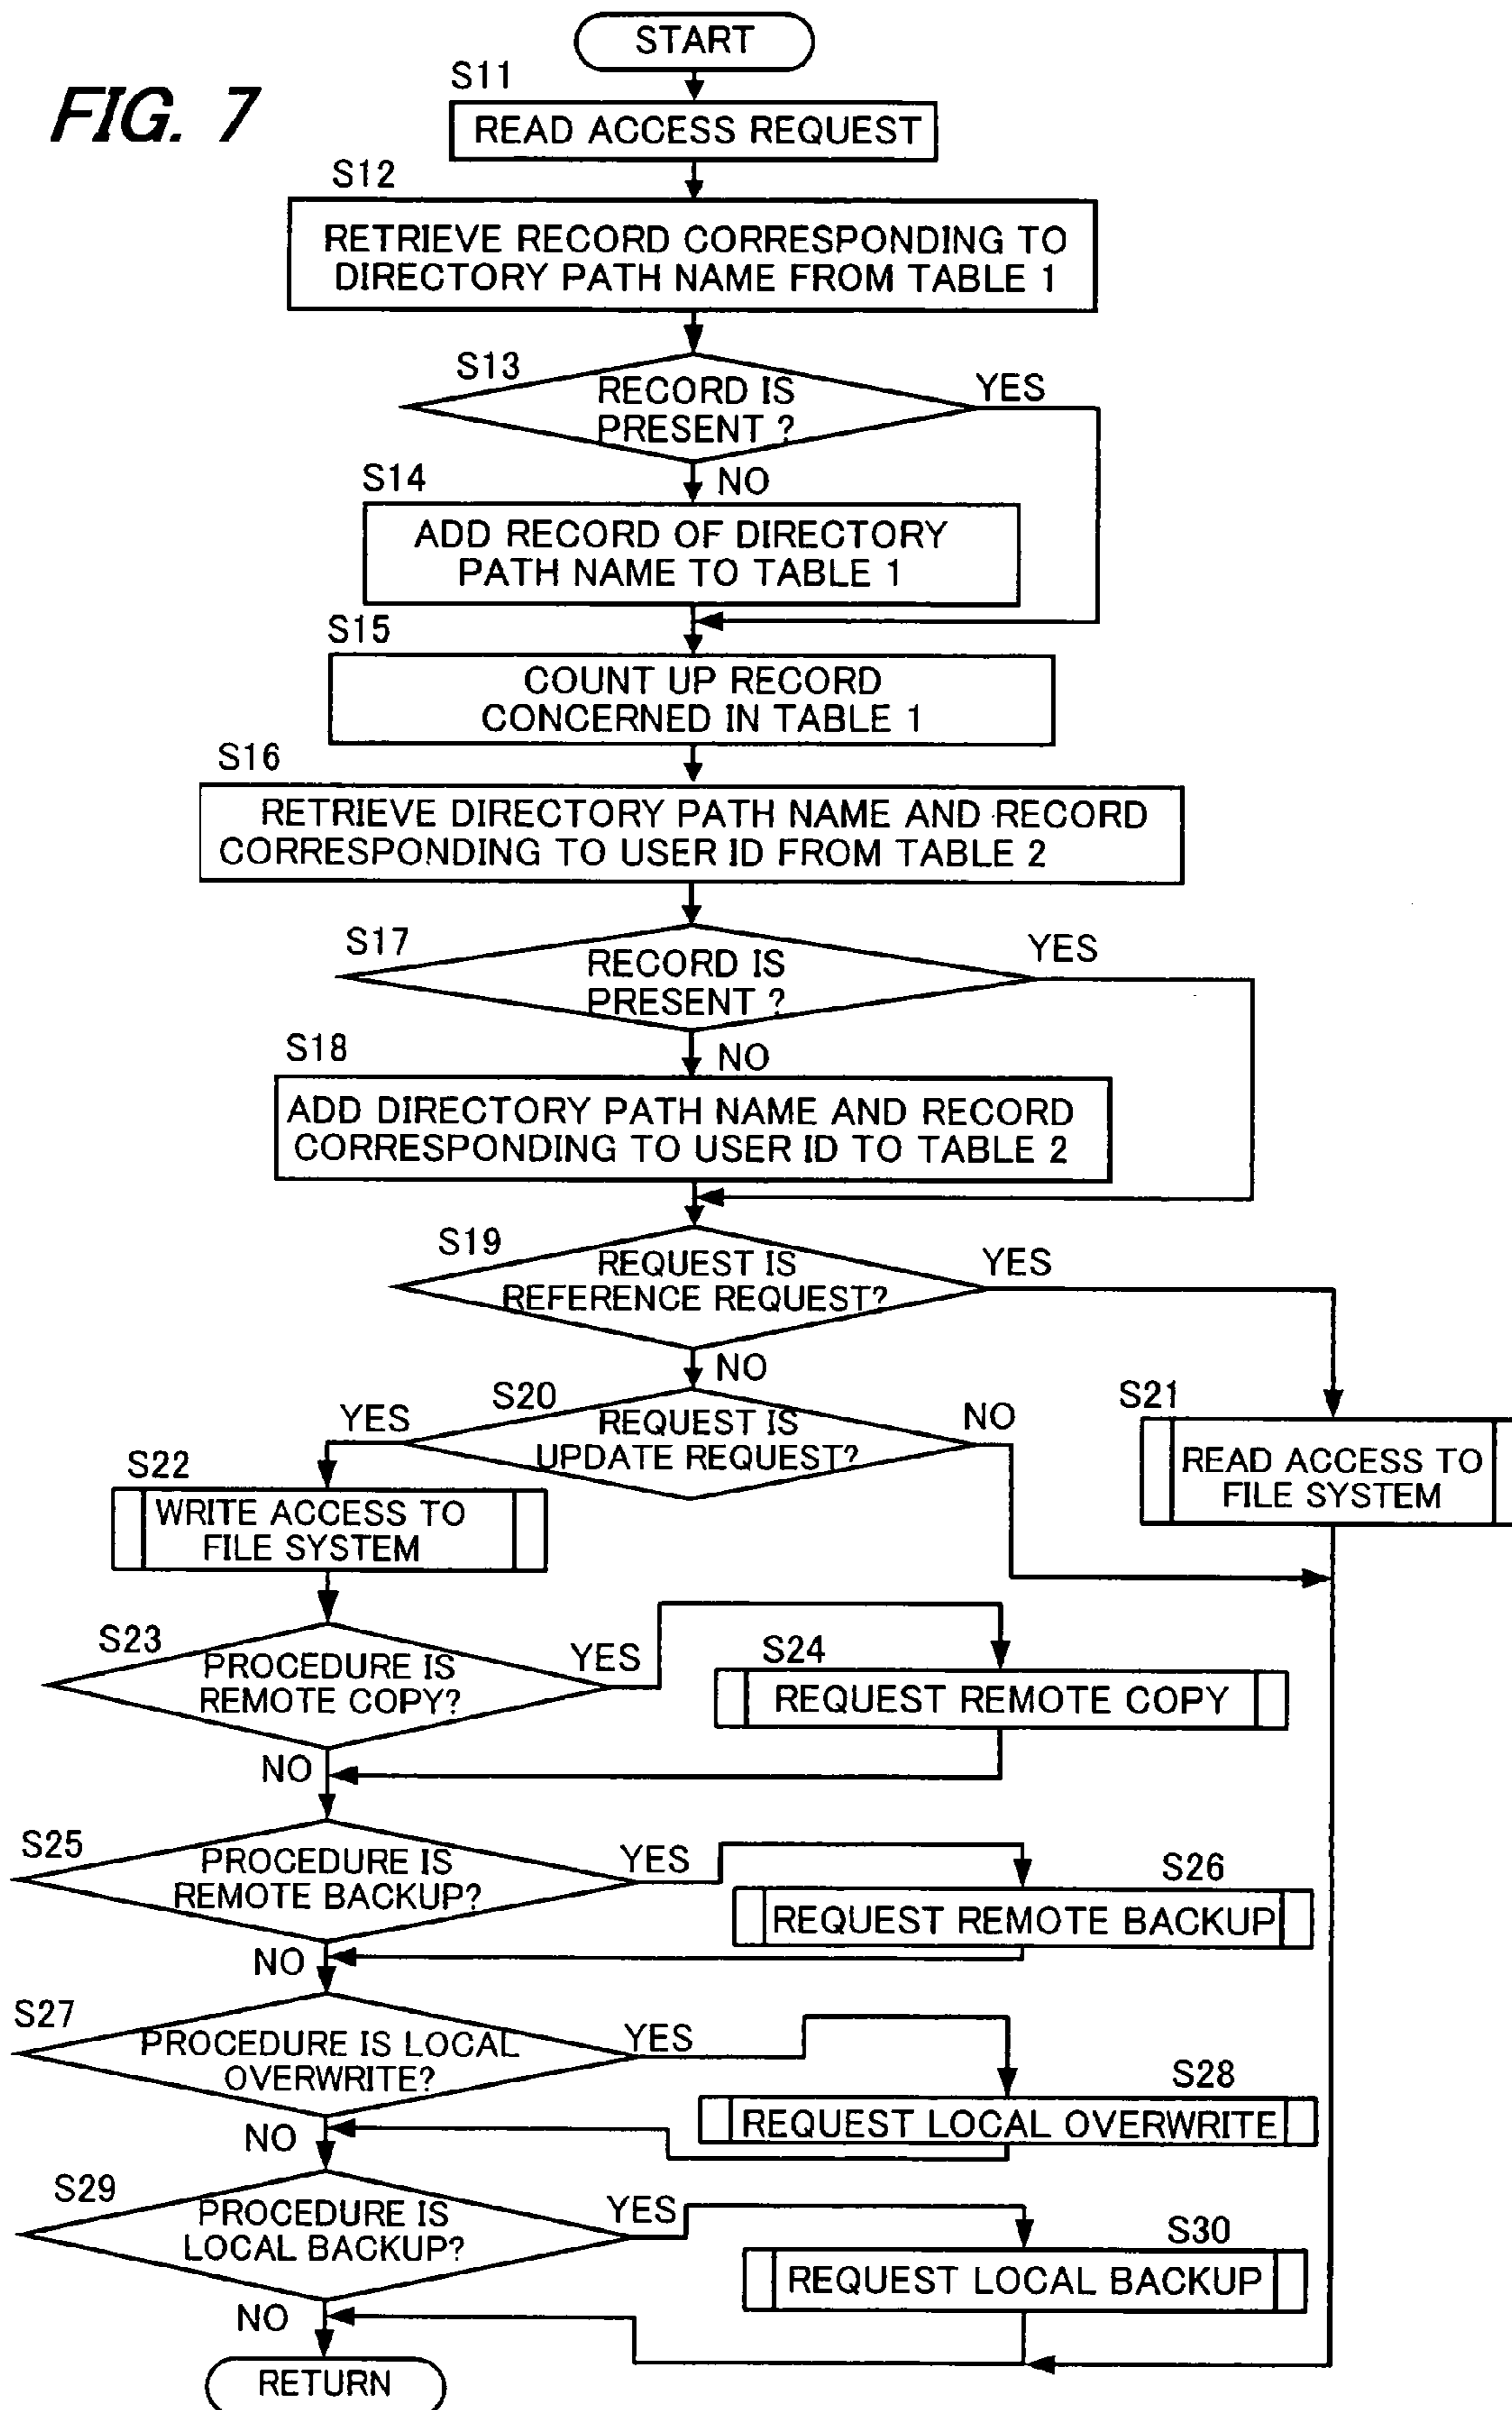 START
FIG. 7
S11
READ ACCESS REQUEST
S12
RETRIEVE RECORD CORRESPONDING TO
DIRECTORY PATH NAME FROM TABLE 1
S13
RECORD IS
PRESENT ?
YES
NO
S14
ADD RECORD OF DIRECTORY
PATH NAME TO TABLE 1
S15
COUNT UP RECORD
CONCERNED IN TABLE 1
S16
RETRIEVE DIRECTORY PATH NAME AND RECORD
CORRESPONDING TO USER ID FROM TABLE 2
S17
RECORD IS
PRESENT ?
YES
NO
S18
ADD DIRECTORY PATH NAME AND RECORD
CORRESPONDING TO USER ID TO TABLE 2
S19
REQUEST IS
REFERENCE REQUEST?
YES
NO
S20
REQUEST IS
UPDATE REQUEST?
YES
NO
S21
READ ACCESS TO
FILE SYSTEM
S22
WRITE ACCESS TO
FILE SYSTEM
S23
PROCEDURE IS
REMOTE COPY?
YES
S24
REQUEST REMOTE COPY
NO
S25
PROCEDURE IS
REMOTE BACKUP?
YES
S26
REQUEST REMOTE BACKUP
NO
S27
PROCEDURE IS LOCAL
OVERWRITE?
YES
S28
REQUEST LOCAL OVERWRITE
NO
S29
PROCEDURE IS
LOCAL BACKUP?
YES
S30
REQUEST LOCAL BACKUP
NO
RETURN